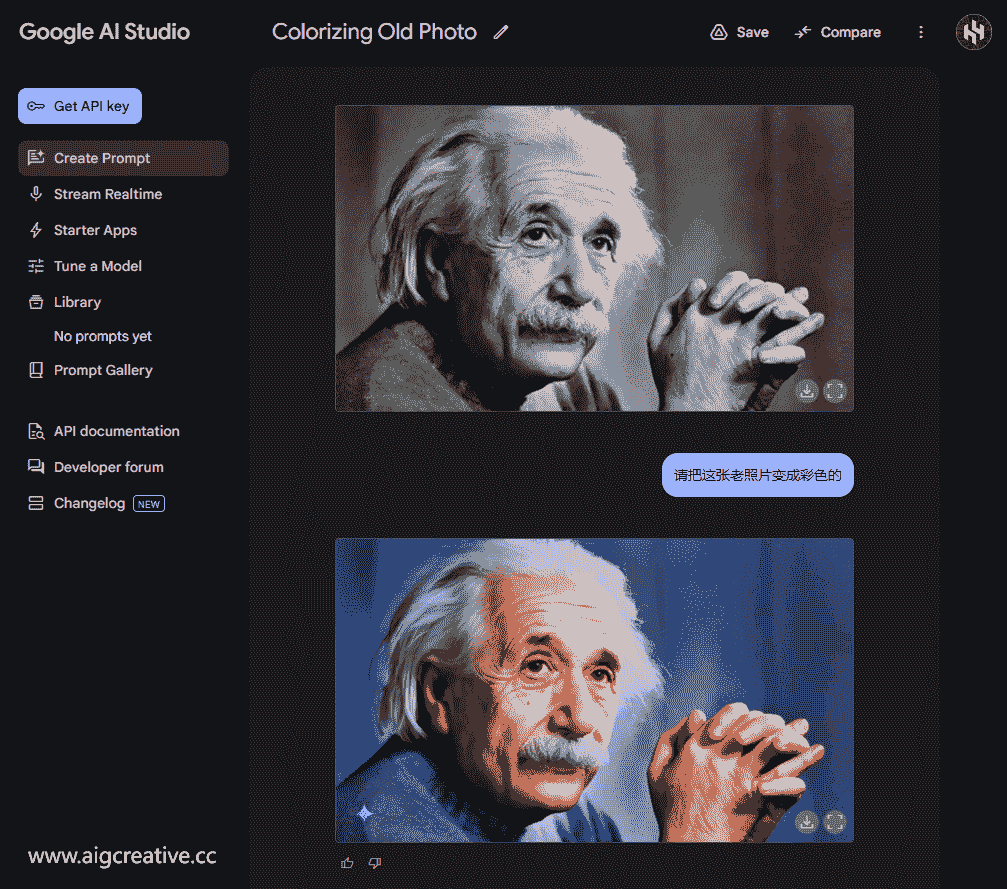 Google AI Studio
Colorizing Old Photo
Save
Compare
Get API key
Create Prompt
Stream Realtime
Starter Apps
Tune a Model
Library
No prompts yet
Prompt Gallery
API documentation
Developer forum
Changelog NEW
请把这张老照片变成彩色的
www.aigcreative.cc